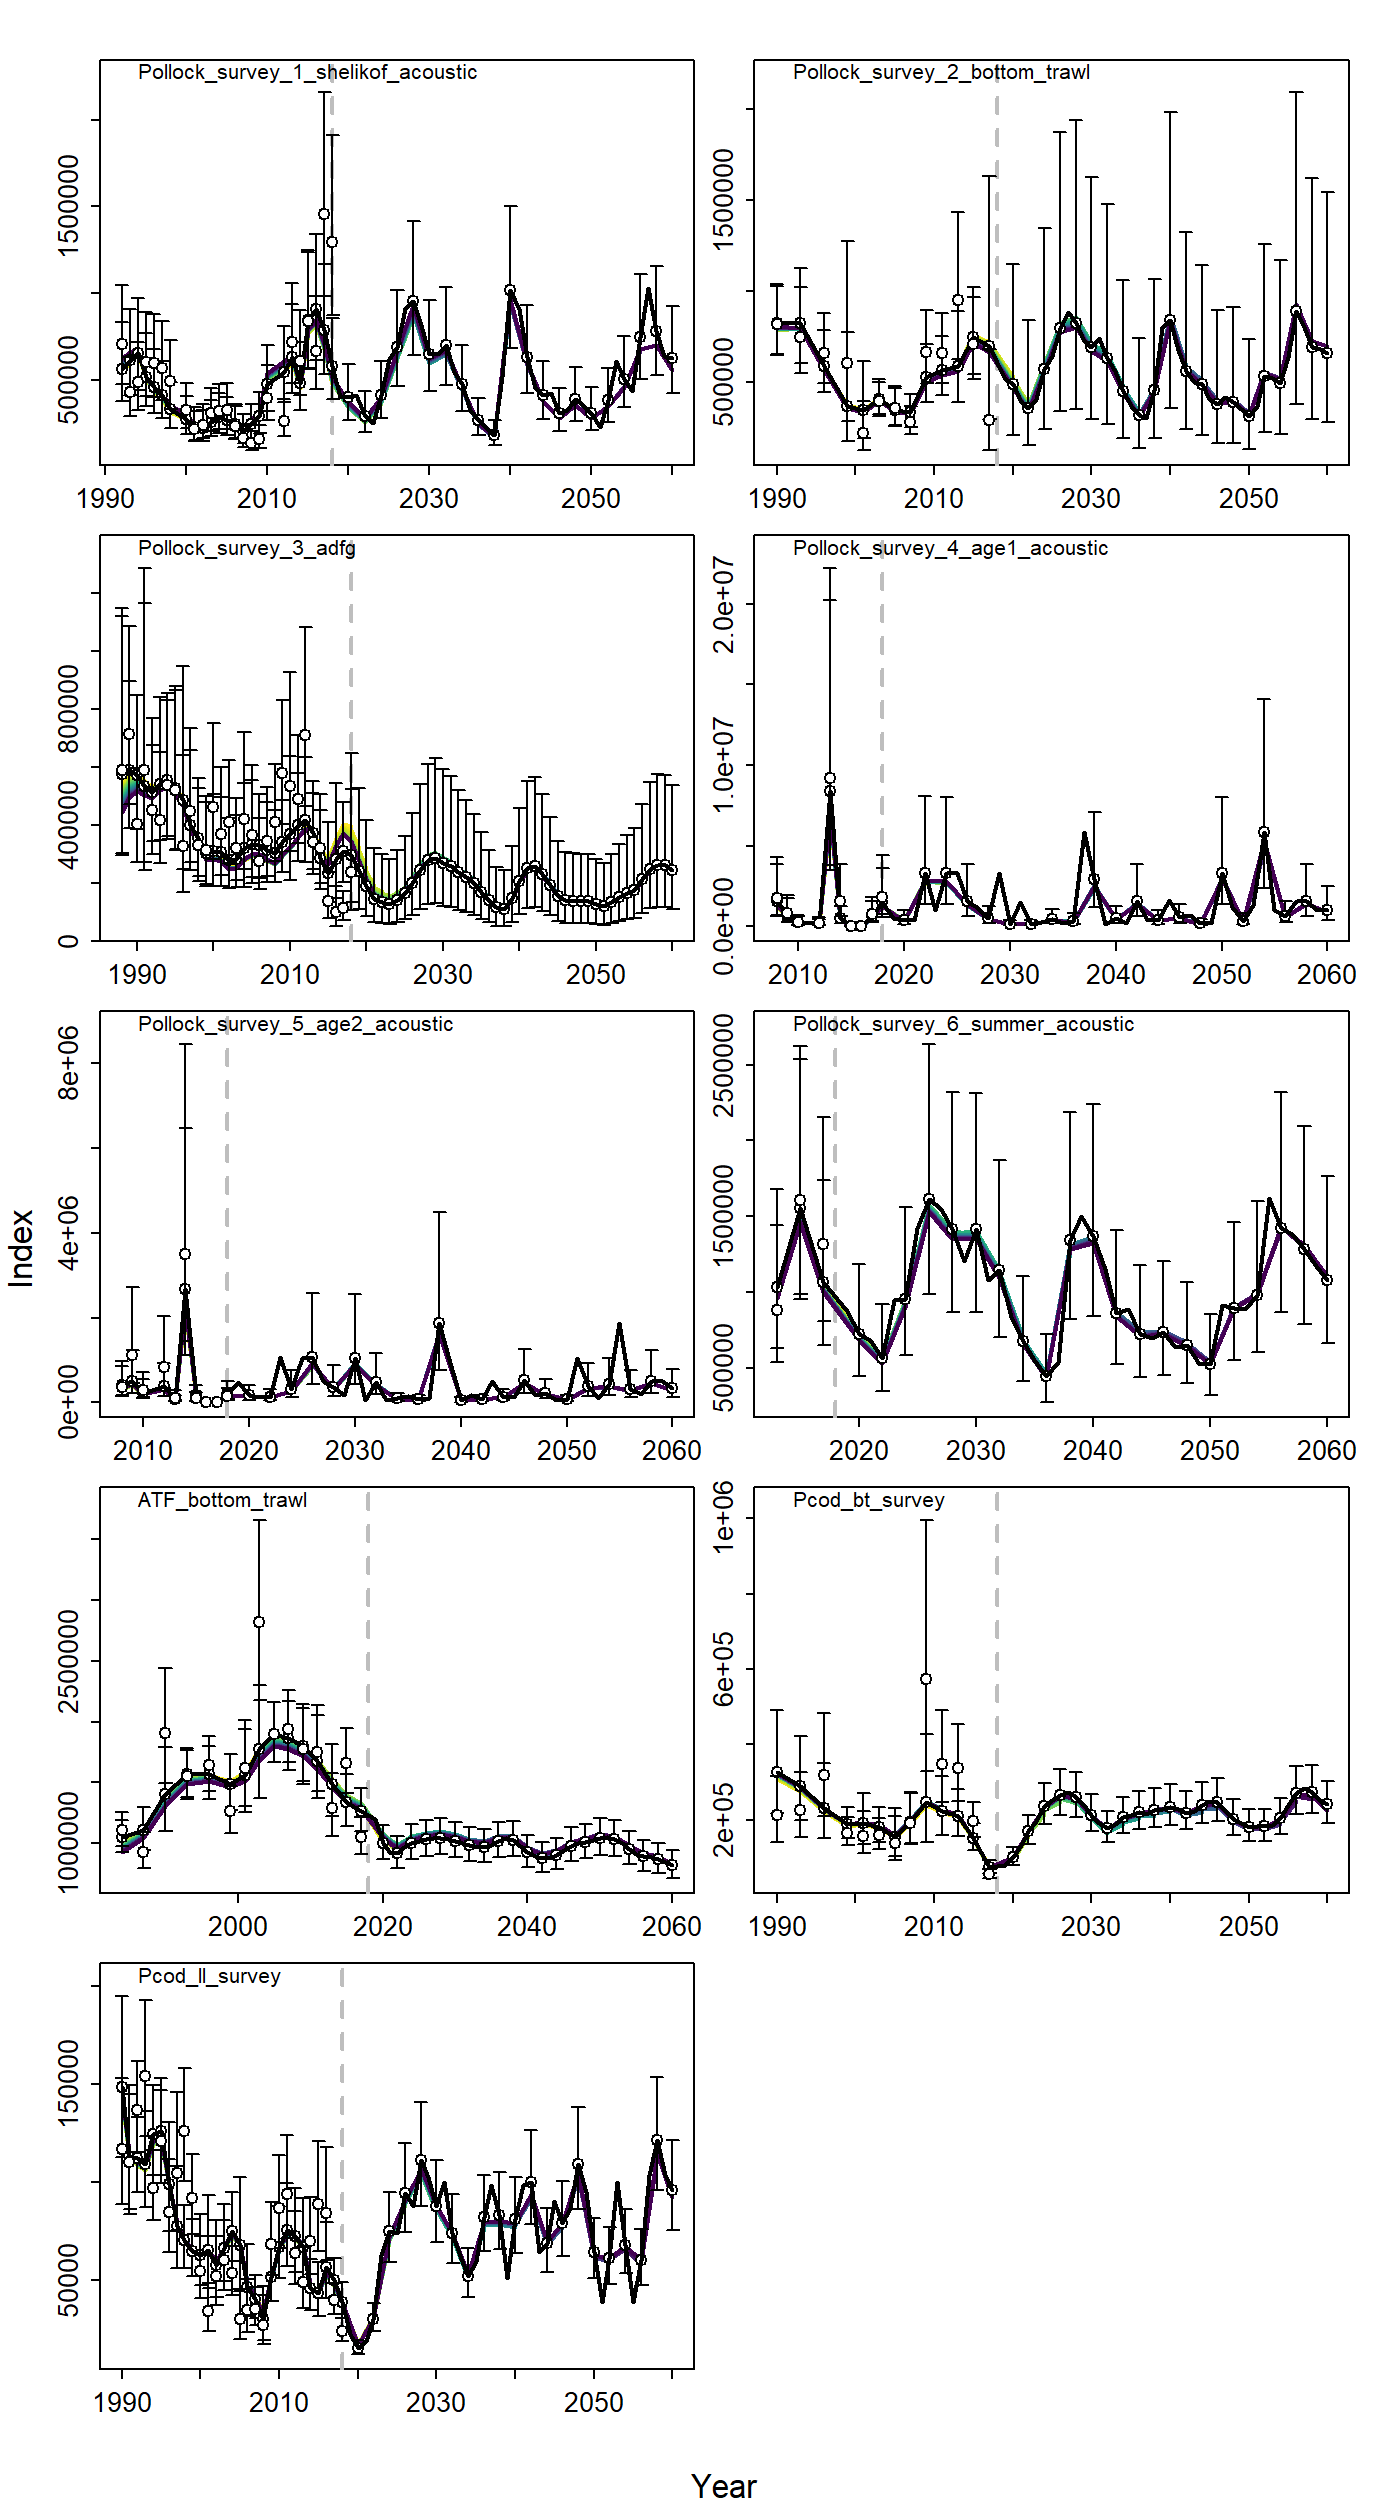 Pollock_survey_1_shelikof_acoustic
500000 1500000
1990 2010 2030 2050
Pollock_survey_2_bottom_trawl
500000 1500000
1990 2010 2030 2050
Pollock_survey_3_adfg
0 400000 800000
1990 2010 2030 2050
Pollock_survey_4_age1_acoustic
0.0e+00 1.0e+07 2.0e+07
2010 2020 2030 2040 2050 2060
Pollock_survey_5_age2_acoustic
0e+00 4e+06 8e+06
2010 2020 2030 2040 2050 2060
Pollock_survey_6_summer_acoustic
500000 1500000 2500000
2020 2030 2040 2050 2060
Index
ATF_bottom_trawl
1000000 2500000
2000 2020 2040 2060
Pcod_bt_survey
2e+05 6e+05 1e+06
1990 2010 2030 2050
Pcod_ll_survey
50000 150000
1990 2010 2030 2050
Year